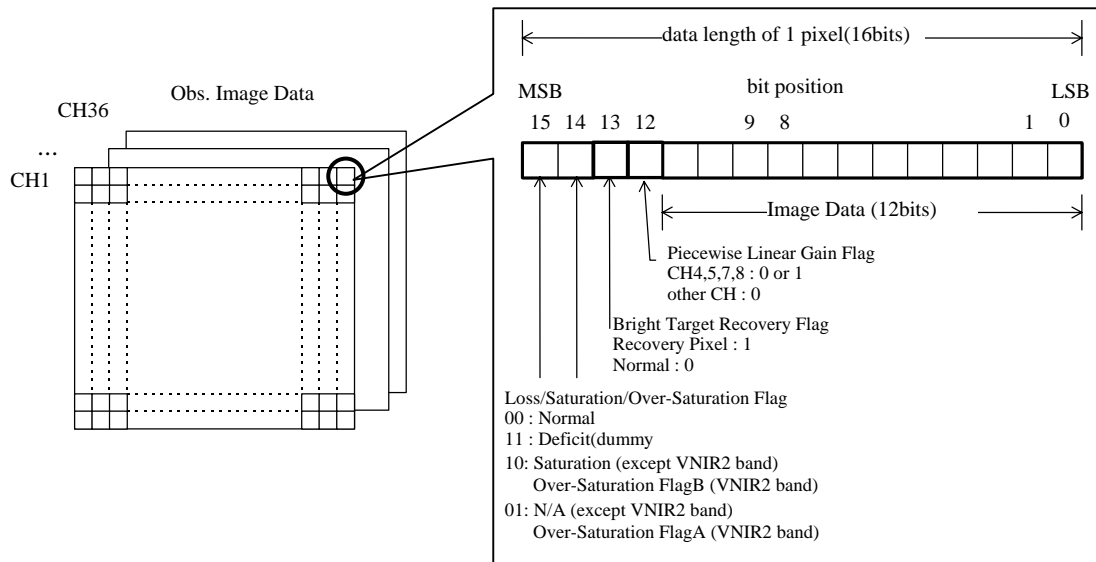 data length of 1 pixel(16bits)
Obs. Image Data
MSB
bit position
LSB
CH36
15 14 13 12 9 8 1 0
...
CH1
Image Data (12bits)
Piecewise Linear Gain Flag
CH4,5,7,8 : 0 or 1
other CH : 0
Bright Target Recovery Flag
Recovery Pixel : 1
Normal : 0
Loss/Saturation/Over-Saturation Flag
00 : Normal
11 : Deficit(dummy
10: Saturation (except VNIR2 band)
Over-Saturation FlagB (VNIR2 band)
01: N/A (except VNIR2 band)
Over-Saturation FlagA (VNIR2 band)